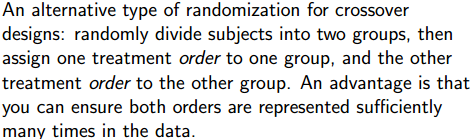 An alternative type of randomization for crossover
designs: randomly divide subjects into two groups, then
assign one treatment order to one group, and the other
treatment order to the other group. An advantage is that
you can ensure both orders are represented sufficiently
many times in the data.